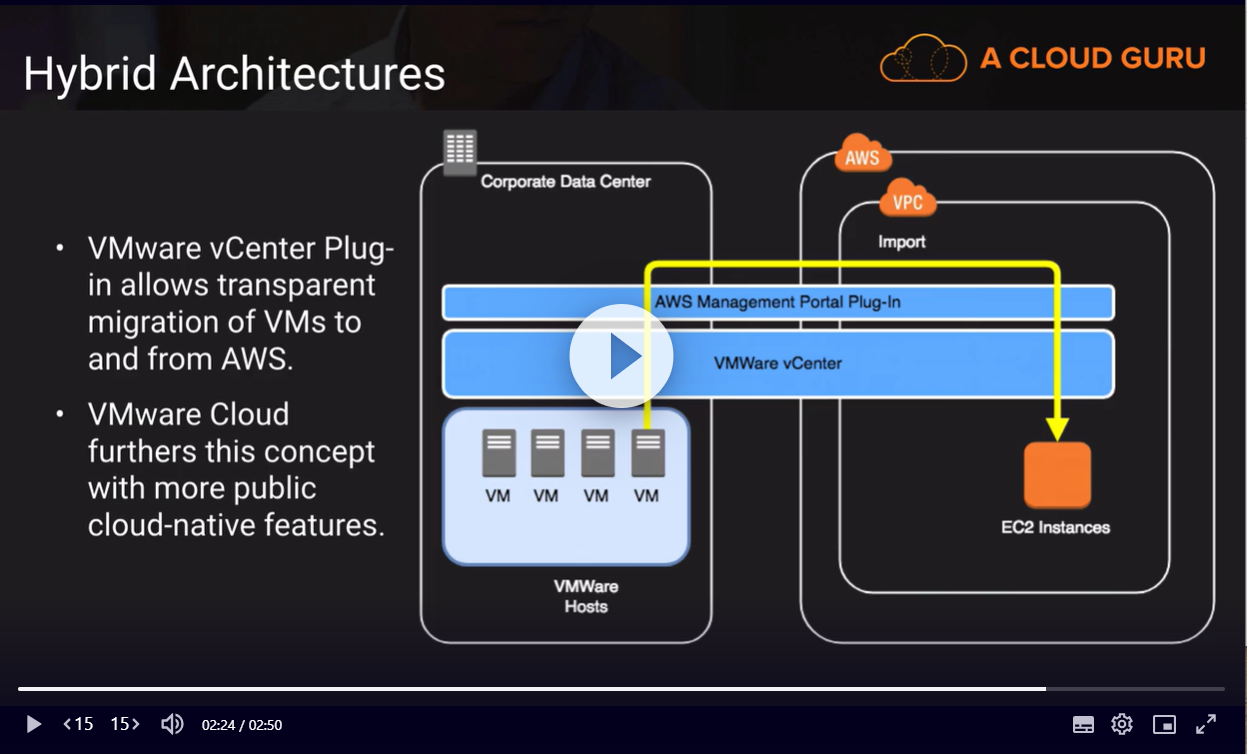 Hybrid Architectures
A CLOUD GURU
• VMware vCenter Plug-
in allows transparent
migration of VMs to
and from AWS.
• VMware Cloud
furthers this concept
with more public
cloud-native features.
Corporate Data Center
AWS
VPC
Import
AWS Management Portal Plug-In
VMWare vCenter
VM VM VM VM
VMWare
Hosts
EC2 Instances
<15 15> 02:24 / 02:50